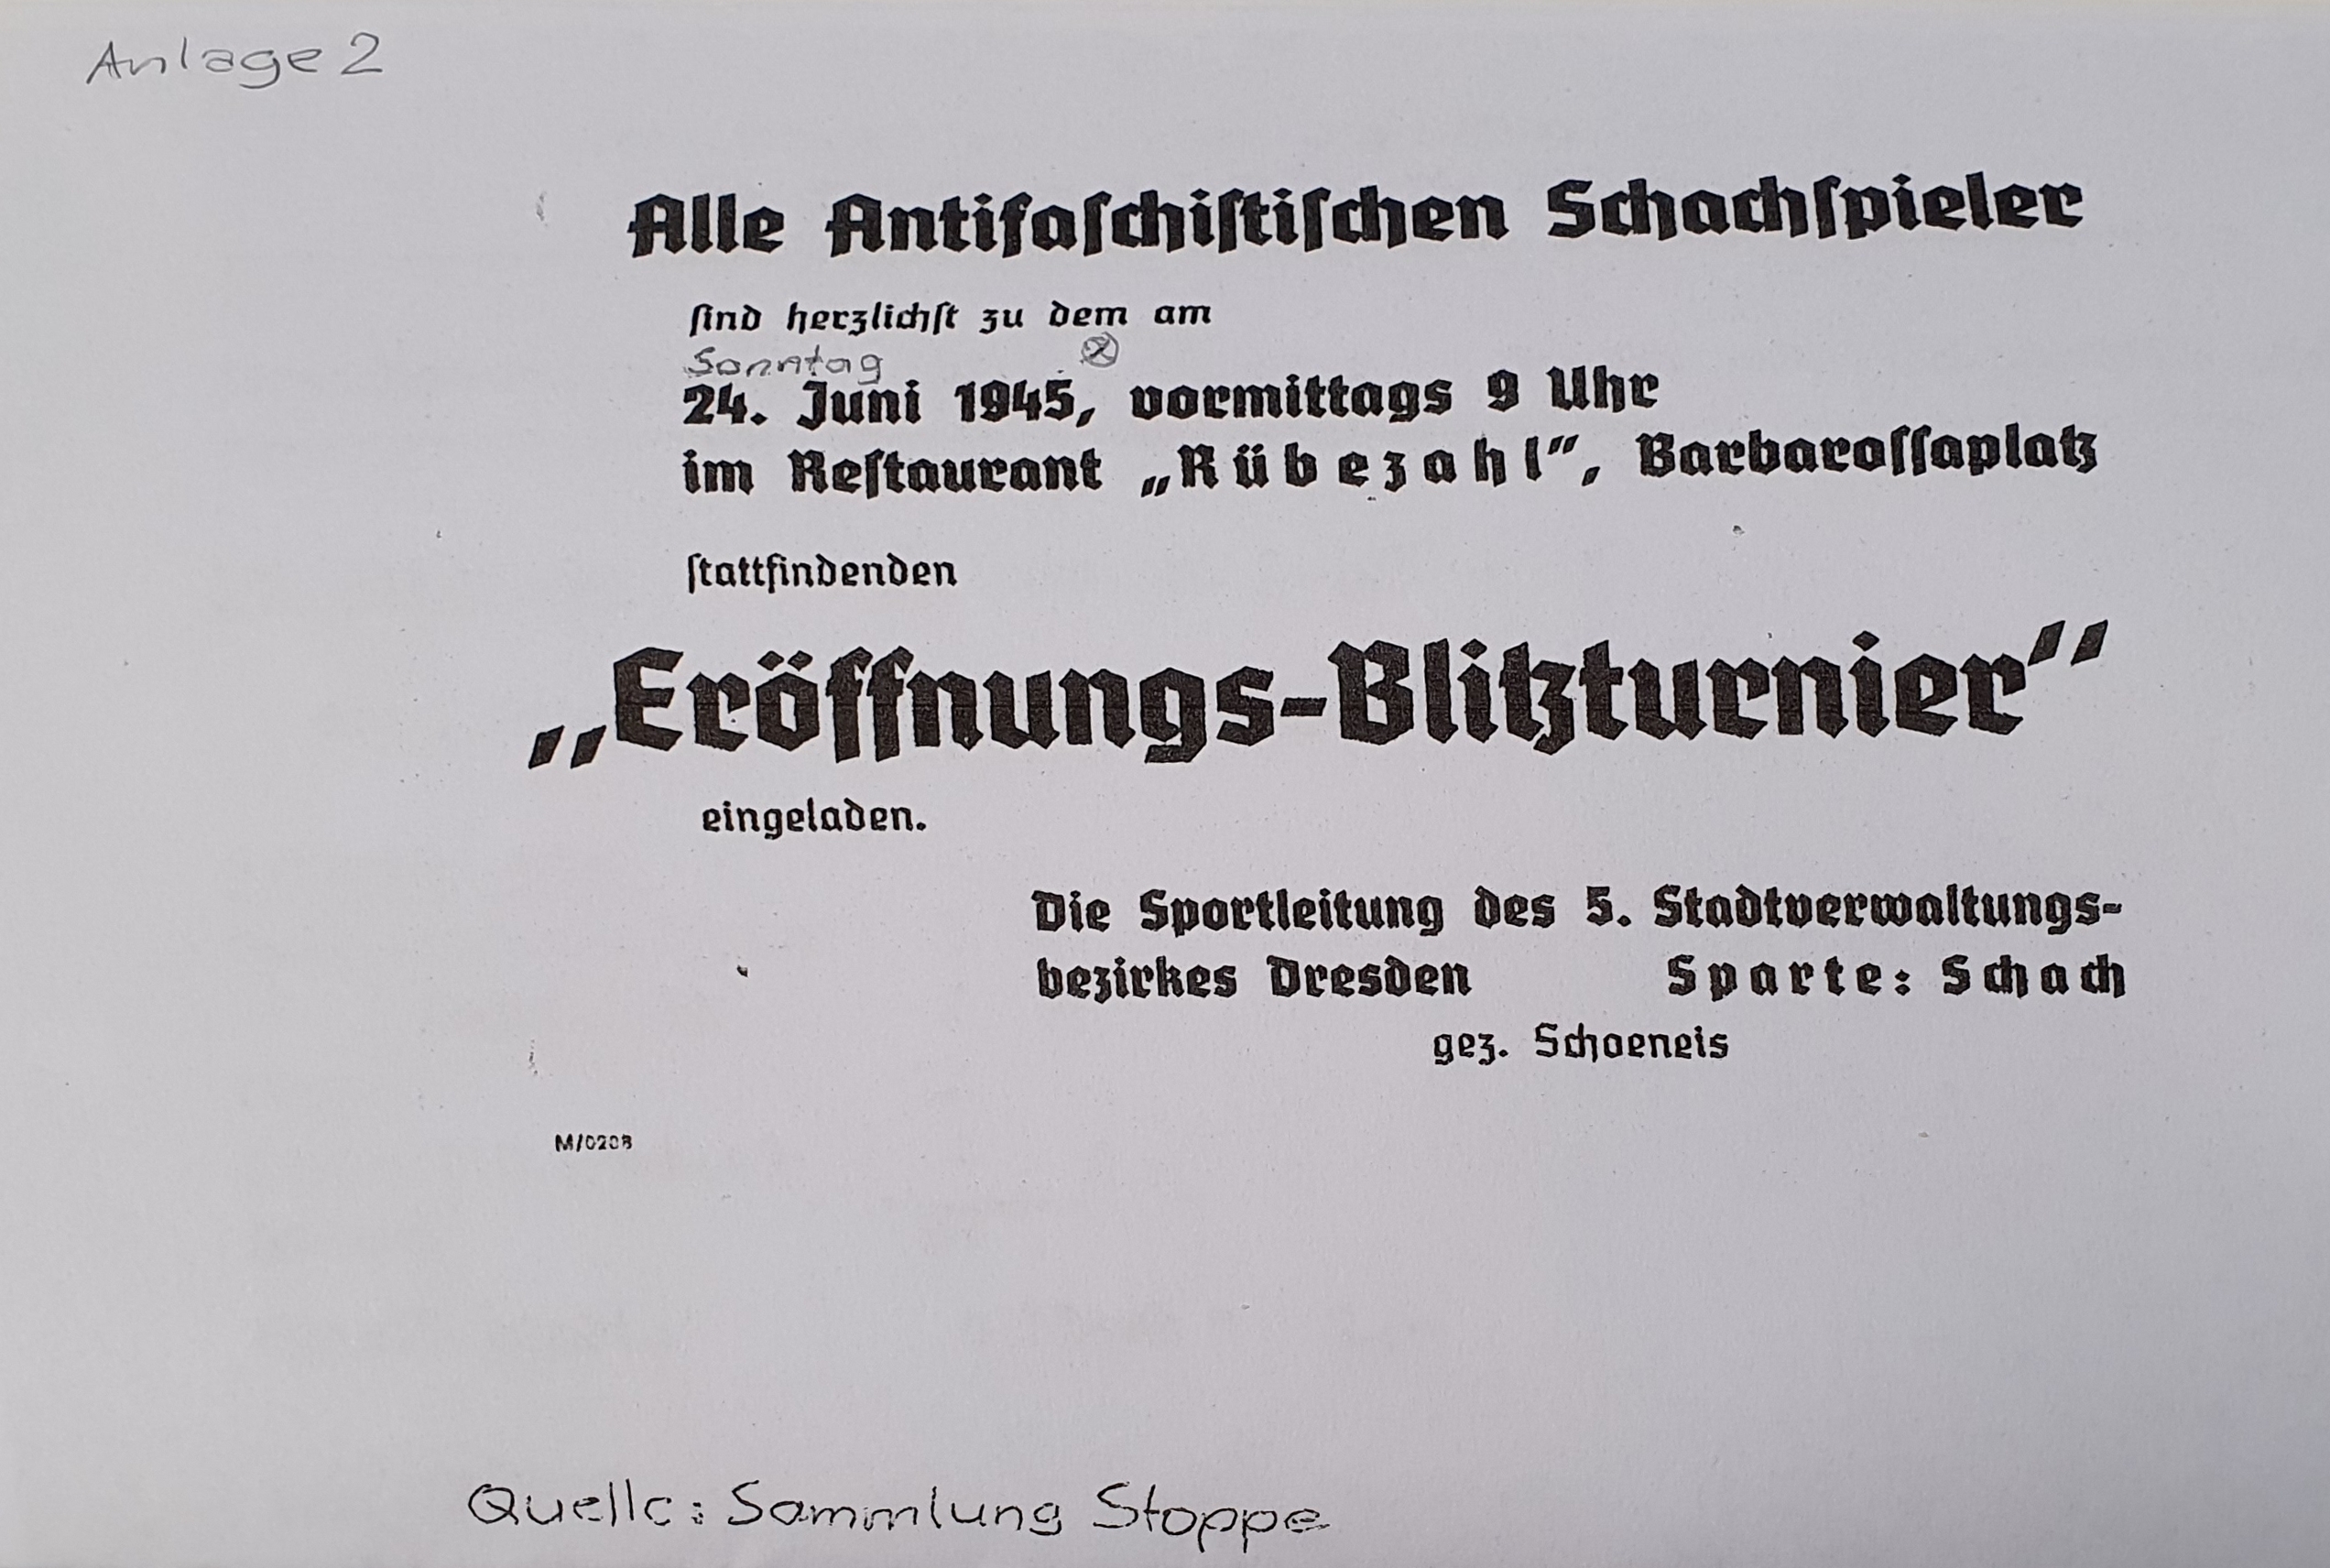 Anlage 2
Alle Antifaschistischen Schachspieler
sind herzlichst zu dem am
Sonntag
24. Juni 1945, vormittags 9 Uhr
im Restaurant „Rübezahl“, Barbarossaplatz
stattfindenden
„Eröffnungs-Blitzturnier“
eingeladen.
Die Sportleitung des 5. Stadtverwaltungs-
bezirkes Dresden Sparte: Schach
gez. Schoeneis
M/0208
Quelle: Sammlung Stoppe